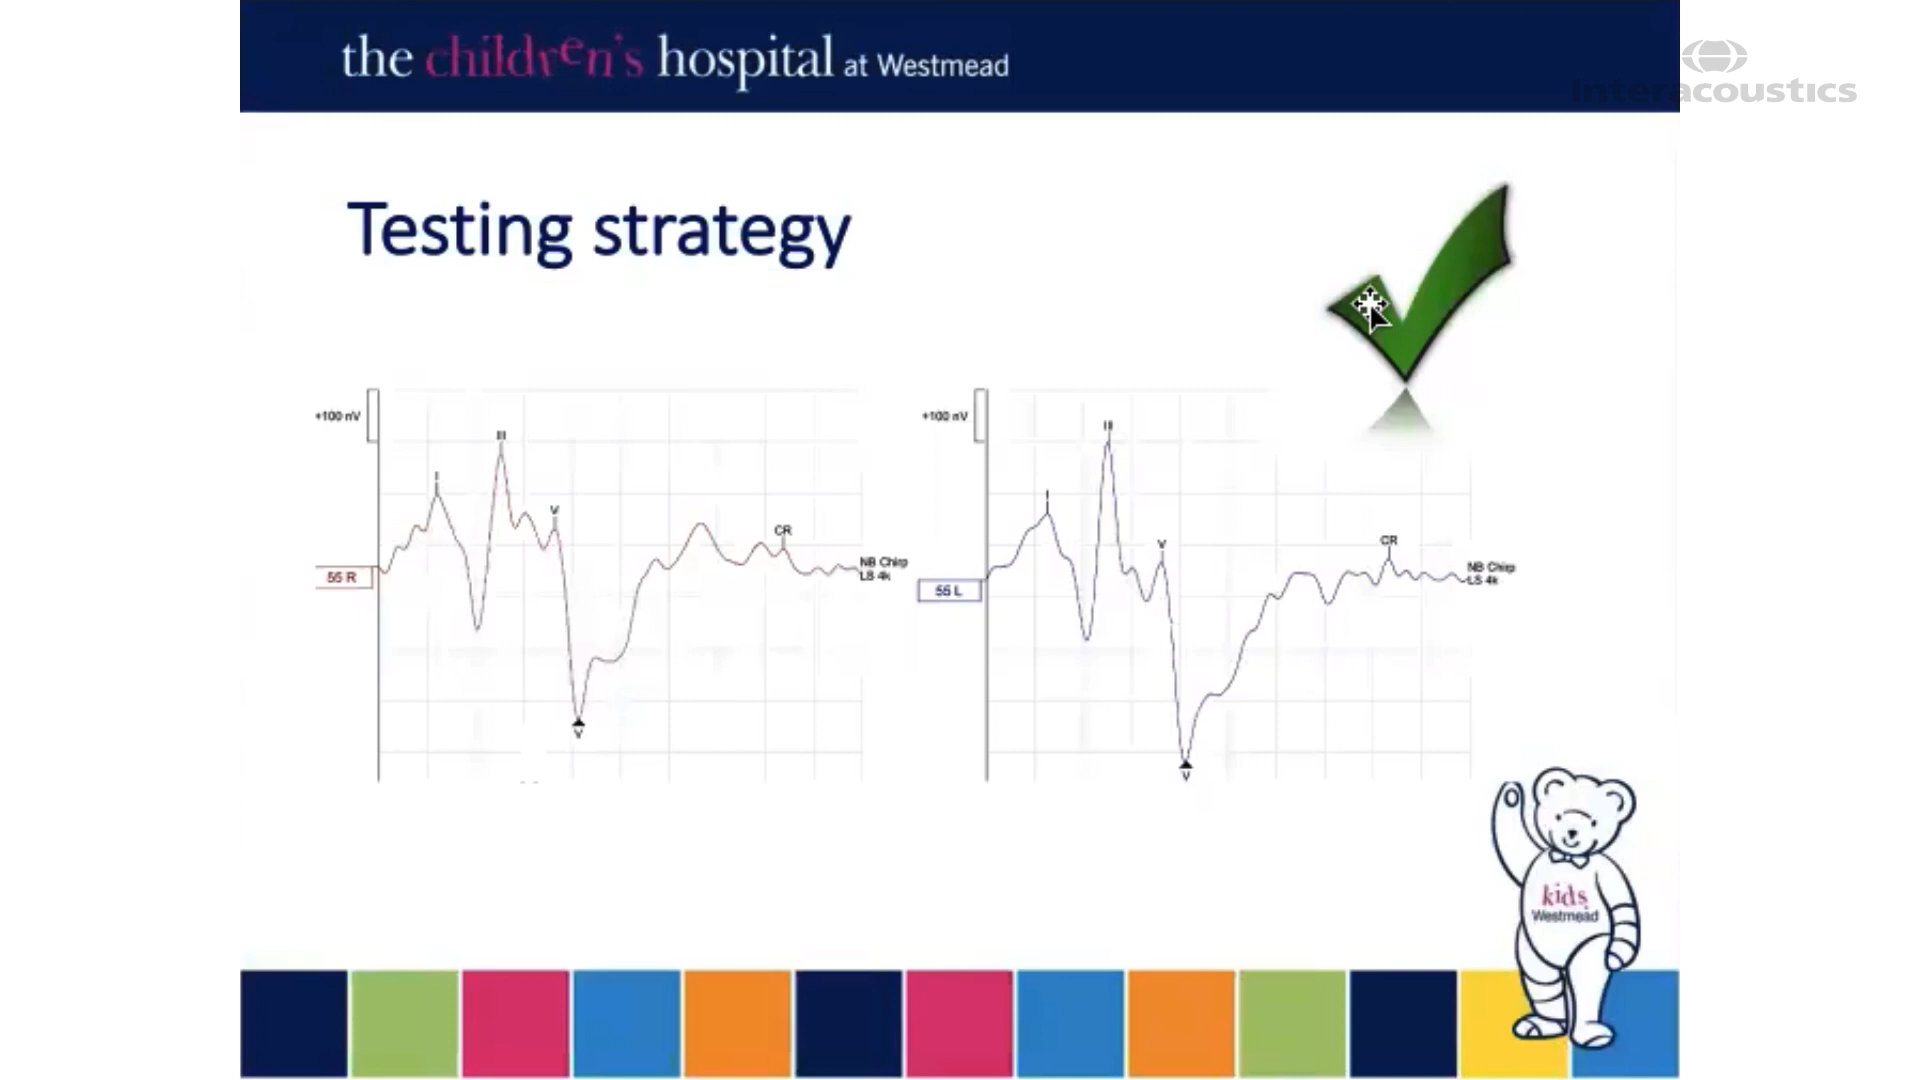 the children's hospital at Westmead
interacoustics
Testing strategy
+100 nV
I
III
V
CR
55 R
NB Chirp
LS 4k
V
+100 nV
I
III
V
CR
55 L
NB Chirp
LS 4k
V
kids
Westmead